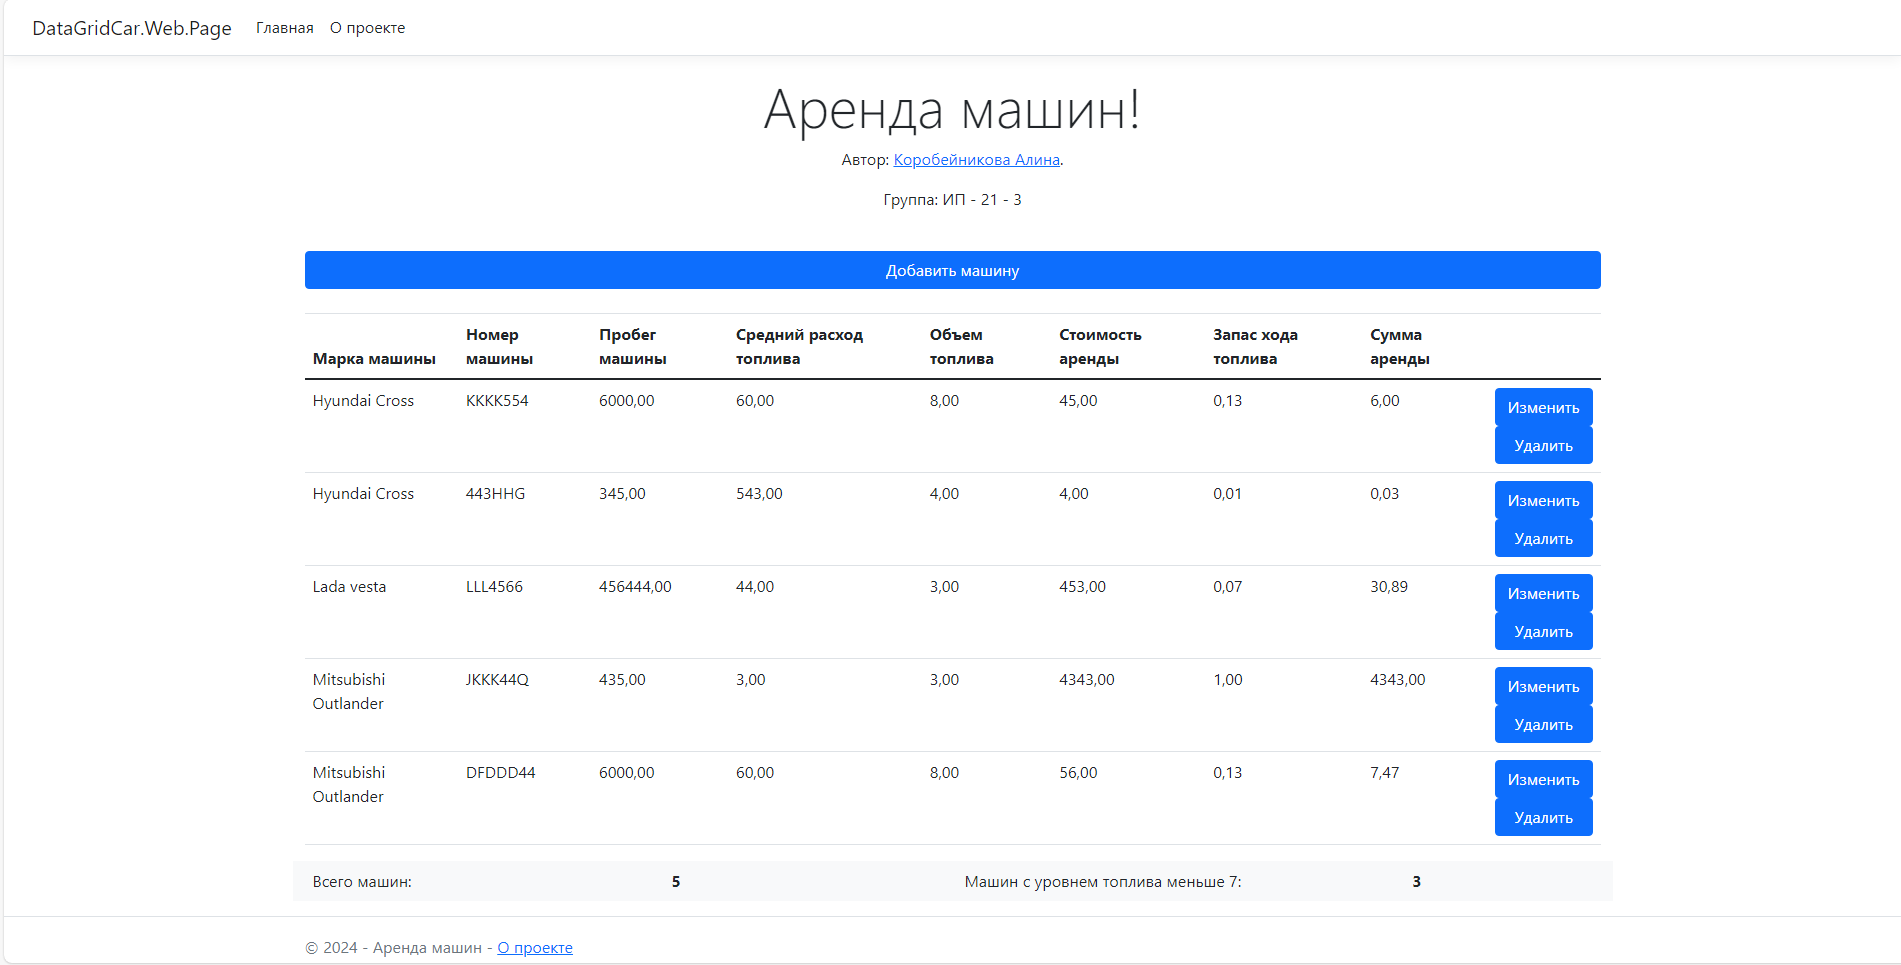 DataGridCar.Web.Page Главная О проекте
Аренда машин!
Автор: Коробейникова Алина.
Группа: ИП - 21 - 3
Добавить машину
Марка машины Номер машины Пробег машины Средний расход топлива Объем топлива Стоимость аренды Запас хода топлива Сумма аренды
Hyundai Cross KKKK554 6000,00 60,00 8,00 45,00 0,13 6,00 Изменить
Удалить
Hyundai Cross 443HHG 345,00 543,00 4,00 4,00 0,01 0,03 Изменить
Удалить
Lada vesta LLL4566 456444,00 44,00 3,00 453,00 0,07 30,89 Изменить
Удалить
Mitsubishi Outlander JKKK44Q 435,00 3,00 3,00 4343,00 1,00 4343,00 Изменить
Удалить
Mitsubishi Outlander DFDDD44 6000,00 60,00 8,00 56,00 0,13 7,47 Изменить
Удалить
Всего машин: 5 Машин с уровнем топлива меньше 7: 3
© 2024 - Аренда машин - О проекте